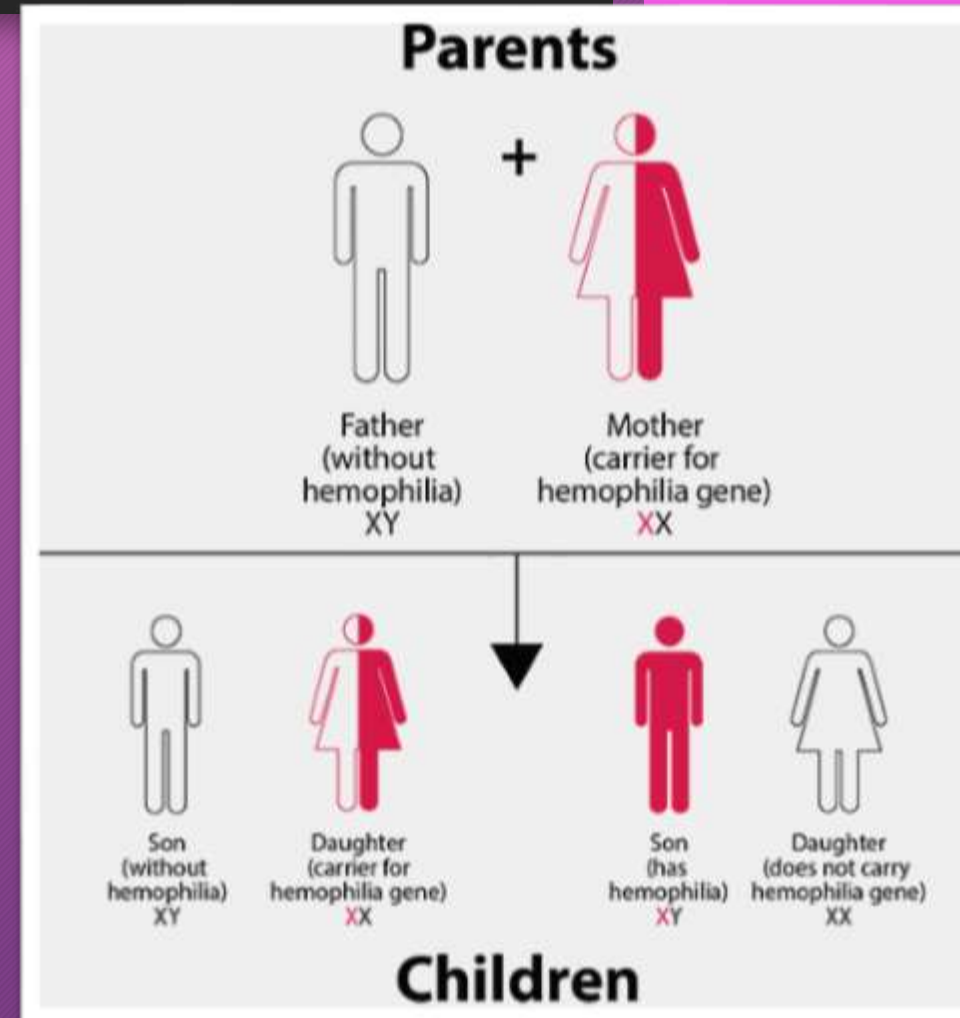 Parents
+
Father
(without
hemophilia)
XY
Mother
(carrier for
hemophilia gene)
XX
Son
(without
hemophilia)
XY
Daughter
(carrier for
hemophilia gene)
XX
Son
(has
hemophilia)
XY
Daughter
(does not carry
hemophilia gene)
XX
Children